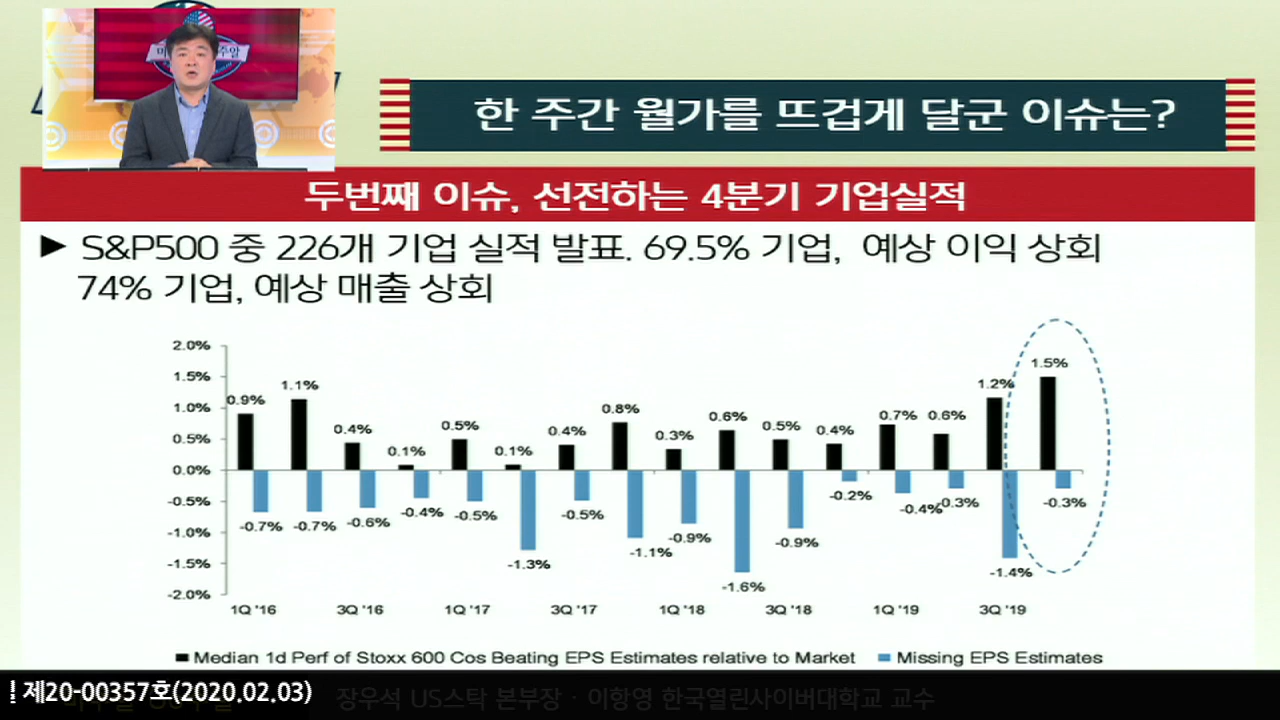 한 주간 월가를 뜨겁게 달군 이슈는?
두번째 이슈, 선전하는 4분기 기업실적
▶ S&P500 중 226개 기업 실적 발표. 69.5% 기업, 예상 이익 상회
74% 기업, 예상 매출 상회
2.0%
1.5%
1.0%
0.5%
0.0%
-0.5%
-1.0%
-1.5%
-2.0%
0.9% 1.1% 0.4% 0.1% 0.5% 0.1% 0.4% 0.8% 0.3% 0.6% 0.5% 0.4% 0.7% 0.6% 1.2% 1.5%
-0.7% -0.7% -0.6% -0.4% -0.5% -1.3% -0.5% -1.1% -0.9% -1.6% -0.9% -0.2% -0.4% -0.3% -1.4% -0.3%
1Q '16 3Q '16 1Q '17 3Q '17 1Q '18 3Q '18 1Q '19 3Q '19
Median 1d Perf of Stoxx 600 Cos Beating EPS Estimates relative to Market Missing EPS Estimates
제20-00357호(2020.02.03) 장우석 US스탁 본부장 · 이항영 한국열린사이버대학교 교수